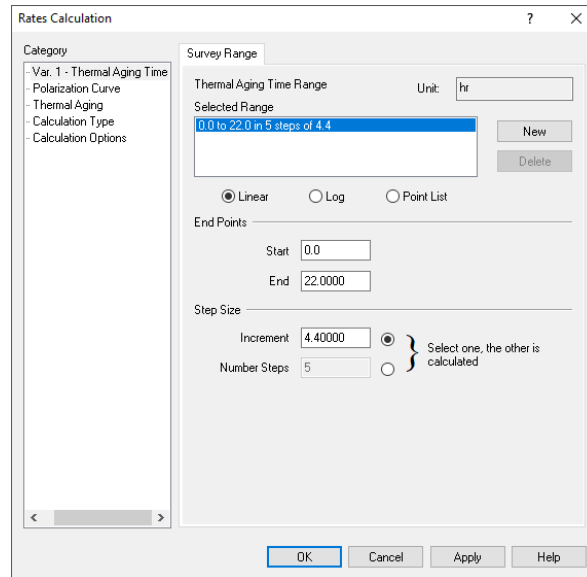 Rates Calculation ? ×
Category
Var. 1 - Thermal Aging Time
Polarization Curve
Thermal Aging
Calculation Type
Calculation Options
Survey Range
Thermal Aging Time Range
Unit: hr
Selected Range
0.0 to 22.0 in 5 steps of 4.4
New
Delete
Linear Log Point List
End Points
Start 0.0
End 22.0000
Step Size
Increment 4.40000
Number Steps 5
} Select one, the other is
calculated
OK Cancel Apply Help